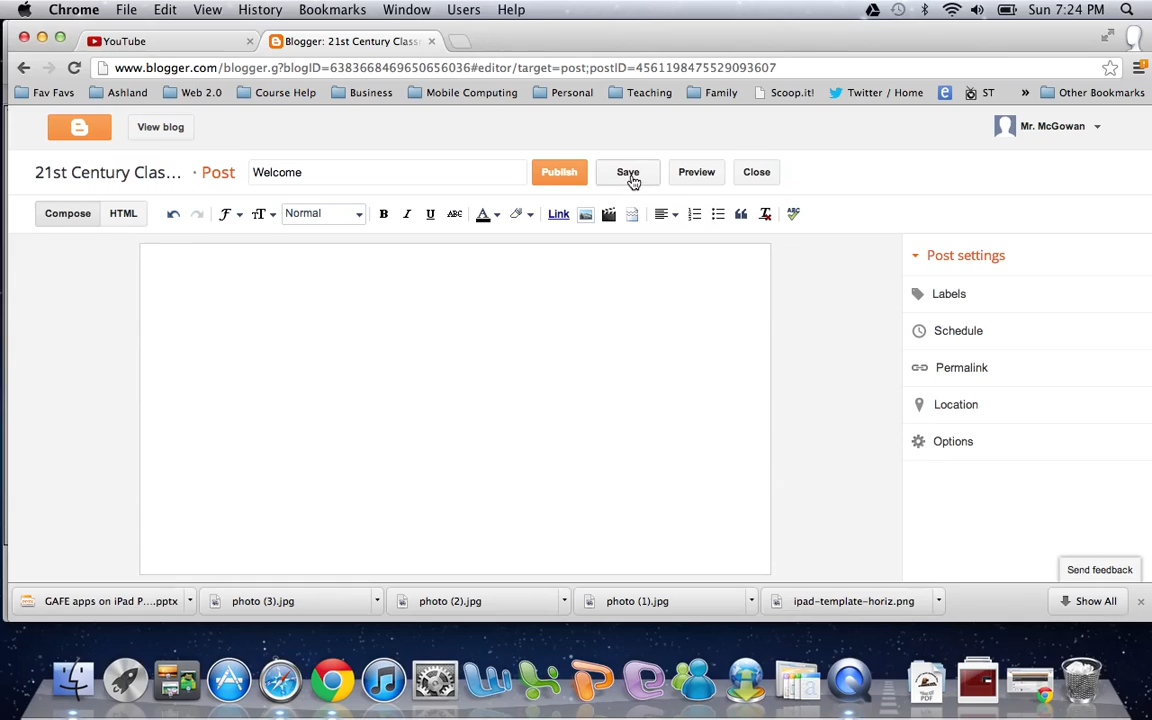 Chrome File Edit View History Bookmarks Window Users Help Sun 7:24 PM
YouTube × Blogger: 21st Century Class ×
www.blogger.com/blogger.g?blogID=6383668469650656036#editor/target=post;postID=4561198475529093607
Fav Favs Ashland Web 2.0 Course Help Business Mobile Computing Personal Teaching Family Scoop.it! Twitter / Home e ST » Other Bookmarks
View blog Mr. McGowan
21st Century Clas... · Post Welcome Publish Save Preview Close
Compose HTML Normal B I U ABC A Link ABC
Post settings
Labels
Schedule
Permalink
Location
Options
Send feedback
GAFE apps on iPad P....pptx photo (3).jpg photo (2).jpg photo (1).jpg ipad-template-horiz.png Show All ×